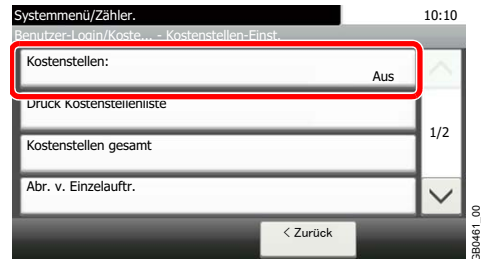 Systemmenü/Zähler.
10:10
Benutzer-Login/Koste... - Kostenstellen-Einst.
Kostenstellen:
Aus
Druck Kostenstellenliste
Kostenstellen gesamt
1/2
Abr. v. Einzelauftr.
< Zurück
GB0461_00